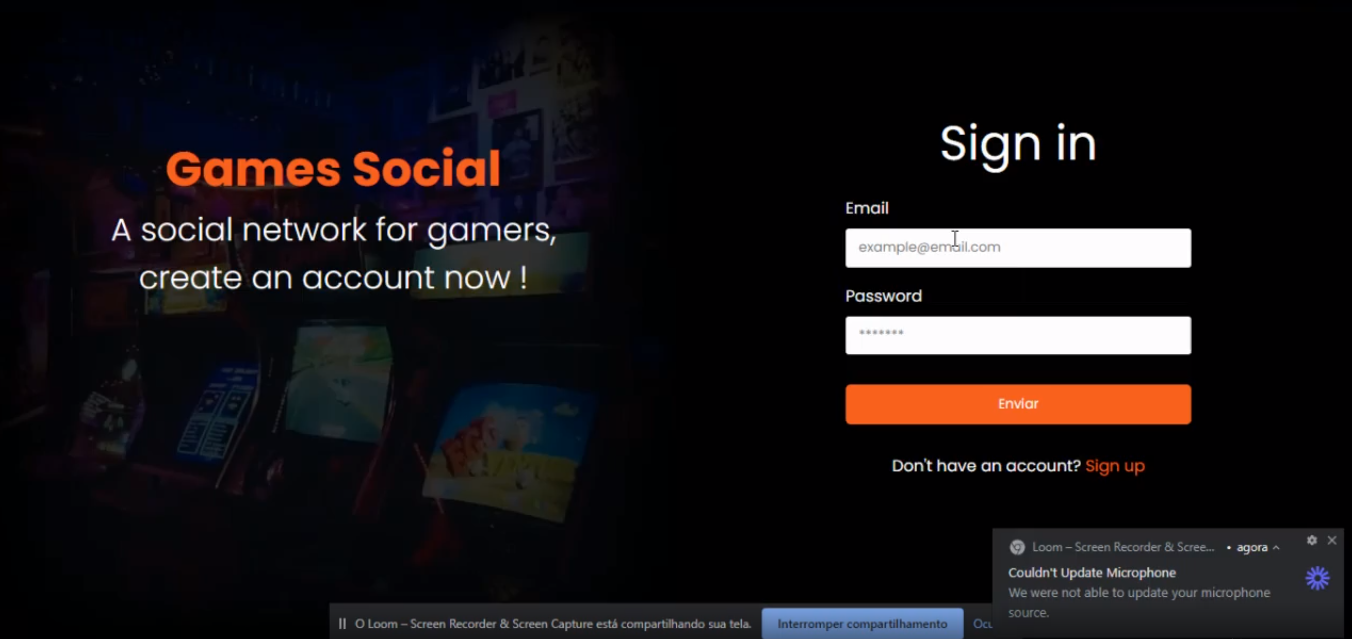 Games Social
A social network for gamers,
create an account now !
Sign in
Email
example@email.com
Password
*******
Enviar
Don't have an account? Sign up
Loom – Screen Recorder & Scree... • agora
Couldn't Update Microphone
We were not able to update your microphone
source.
O Loom – Screen Recorder & Screen Capture está compartilhando sua tela. Interromper compartilhamento